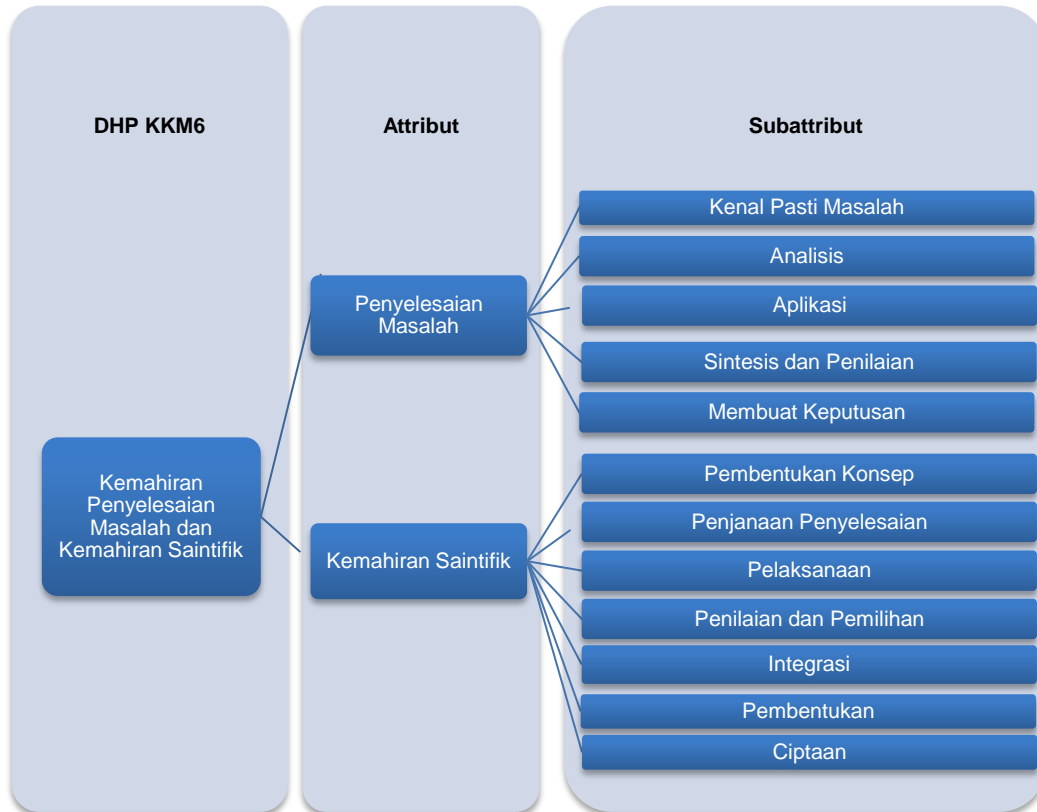 DHP KKM6
Attribut
Subattribut
Kemahiran
Penyelesaian
Masalah dan
Kemahiran Saintifik
Penyelesaian
Masalah
Kemahiran Saintifik
Kenal Pasti Masalah
Analisis
Aplikasi
Sintesis dan Penilaian
Membuat Keputusan
Pembentukan Konsep
Penjanaan Penyelesaian
Pelaksanaan
Penilaian dan Pemilihan
Integrasi
Pembentukan
Ciptaan